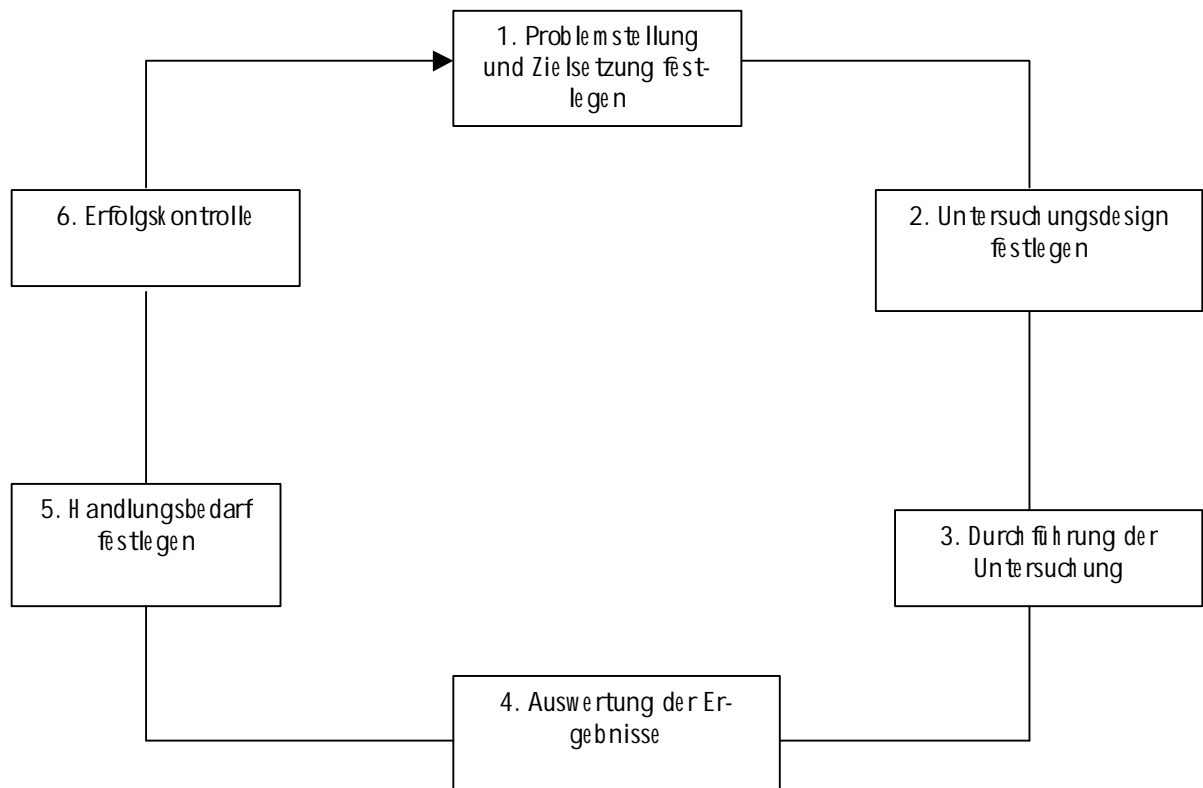 1. Problemstellung
und Zielsetzung fest-
legen
2. Untersuchungsdesign
festlegen
3. Durchführung der
Untersuchung
4. Auswertung der Er-
gebnisse
5. Handlungsbedarf
festlegen
6. Erfolgskontrolle